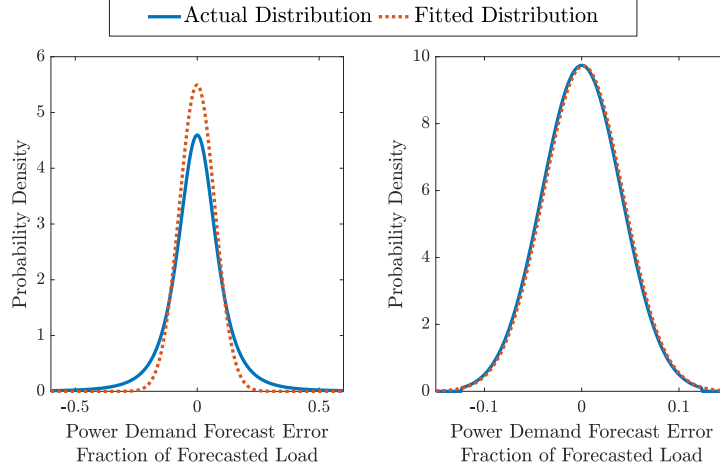 Actual Distribution Fitted Distribution
6
5
4
3
2
1
0
-0.5 0 0.5
Probability Density
Power Demand Forecast Error
Fraction of Forecasted Load
10
8
6
4
2
0
-0.1 0 0.1
Probability Density
Power Demand Forecast Error
Fraction of Forecasted Load